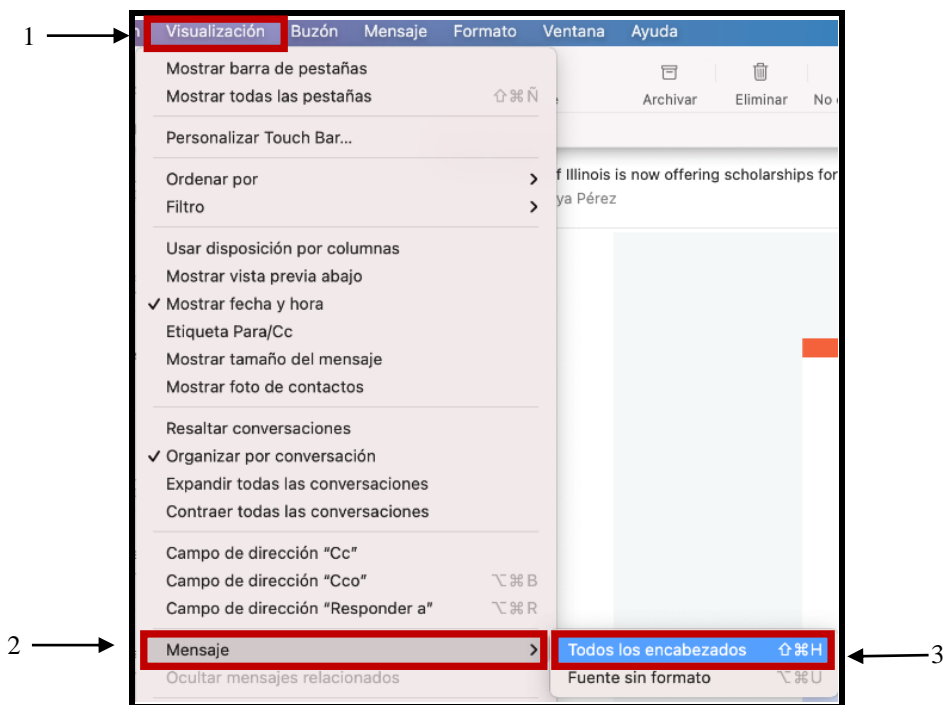 1
Visualización Buzón Mensaje Formato Ventana Ayuda
Mostrar barra de pestañas
Mostrar todas las pestañas ⇧⌘Ñ
Archivar Eliminar No
Personalizar Touch Bar...
Ordenar por >
Filtro >
f Illinois is now offering scholarships for
ya Pérez
Usar disposición por columnas
Mostrar vista previa abajo
✓ Mostrar fecha y hora
Etiqueta Para/Cc
Mostrar tamaño del mensaje
Mostrar foto de contactos
Resaltar conversaciones
✓ Organizar por conversación
Expandir todas las conversaciones
Contraer todas las conversaciones
Campo de dirección “Cc”
Campo de dirección “Cco” ⌥⌘B
Campo de dirección “Responder a” ⌥⌘R
2
Mensaje >
Todos los encabezados ⇧⌘H
3
Ocultar mensajes relacionados
Fuente sin formato ⌥⌘U